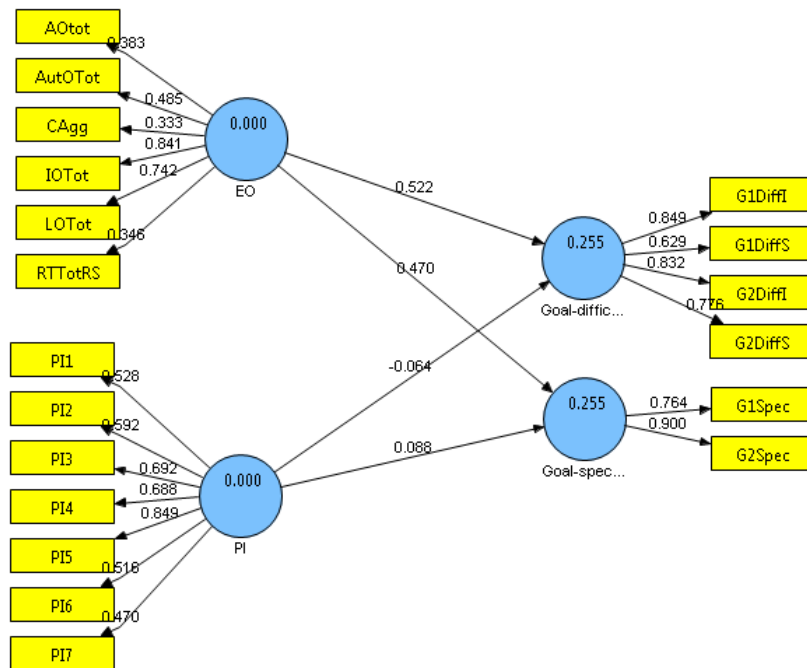 AOtot
0.383
AutOTot
0.485
CAgg
0.333
IOTot
0.841
LOTot
0.742
RTTotRS
0.346
0.000
EO
0.522
0.470
-0.064
0.088
0.255
Goal-diffic...
0.849
G1DiffI
0.629
G1DiffS
0.832
G2DiffI
0.776
G2DiffS
0.255
Goal-spec...
0.764
G1Spec
0.900
G2Spec
PI1
0.528
PI2
0.592
PI3
0.692
PI4
0.688
PI5
0.849
PI6
0.516
PI7
0.470
0.000
PI